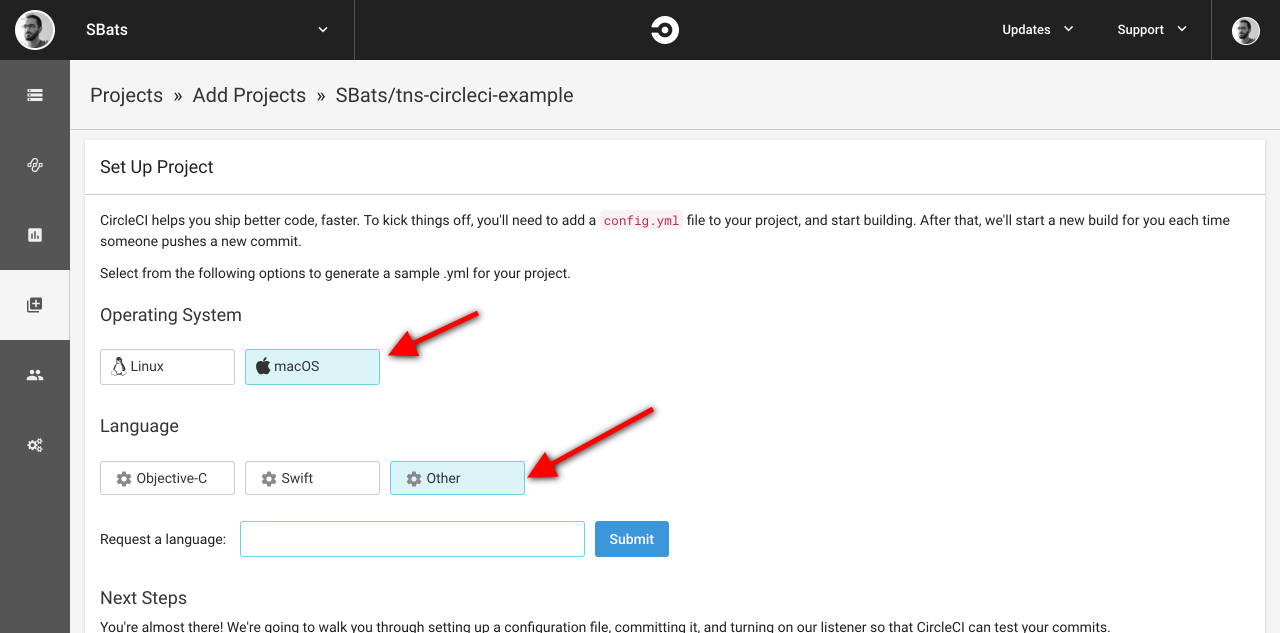 SBats
Updates
Support
Projects » Add Projects » SBats/tns-circleci-example
Set Up Project
CircleCI helps you ship better code, faster. To kick things off, you'll need to add a config.yml file to your project, and start building. After that, we'll start a new build for you each time
someone pushes a new commit.
Select from the following options to generate a sample .yml for your project.
Operating System
Linux
macOS
Language
Objective-C
Swift
Other
Request a language:
Submit
Next Steps
You're almost there! We're going to walk you through setting up a configuration file, committing it, and turning on our listener so that CircleCI can test your commits.